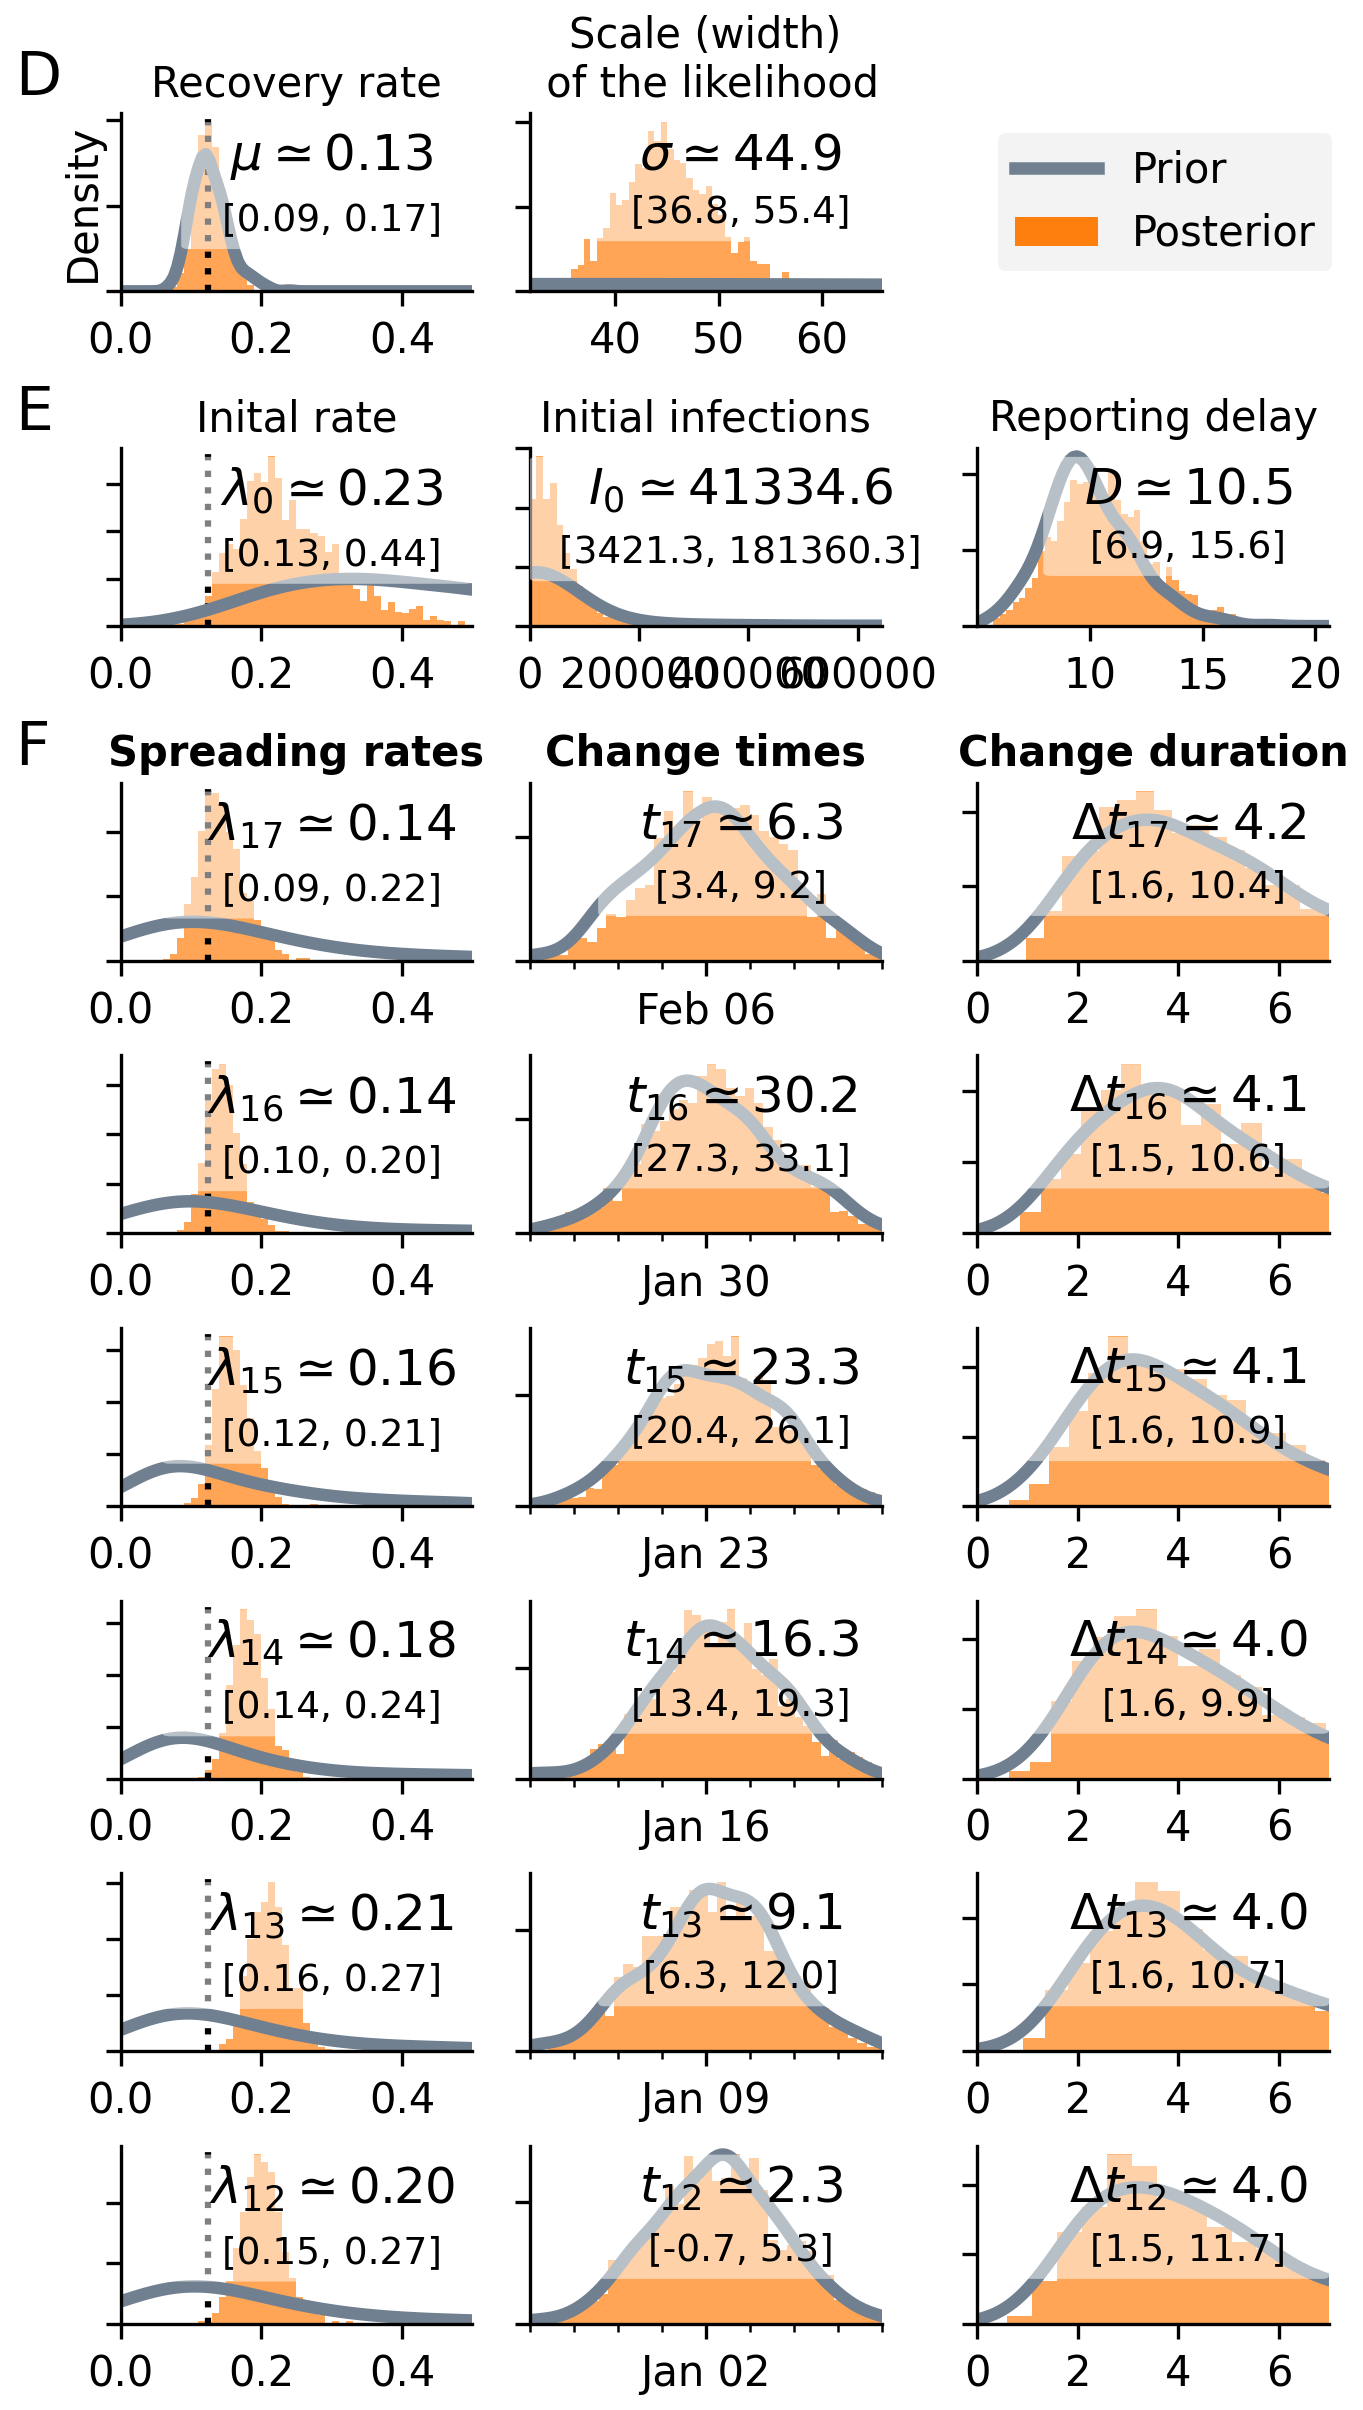 D
Recovery rate
Scale (width)
of the likelihood
Density
μ ≃ 0.13
[0.09, 0.17]
σ ≃ 44.9
[36.8, 55.4]
Prior
Posterior
0.0 0.2 0.4
40 50 60
E
Inital rate
Initial infections
Reporting delay
λ0 ≃ 0.23
[0.13, 0.44]
I0 ≃ 41334.6
[3421.3, 181360.3]
D ≃ 10.5
[6.9, 15.6]
0.0 0.2 0.4
0 200000 400000 600000
10 15 20
F
Spreading rates
Change times
Change duration
λ17 ≃ 0.14
[0.09, 0.22]
t17 ≃ 6.3
[3.4, 9.2]
Δt17 ≃ 4.2
[1.6, 10.4]
0.0 0.2 0.4
Feb 06
0 2 4 6
λ16 ≃ 0.14
[0.10, 0.20]
t16 ≃ 30.2
[27.3, 33.1]
Δt16 ≃ 4.1
[1.5, 10.6]
0.0 0.2 0.4
Jan 30
0 2 4 6
λ15 ≃ 0.16
[0.12, 0.21]
t15 ≃ 23.3
[20.4, 26.1]
Δt15 ≃ 4.1
[1.6, 10.9]
0.0 0.2 0.4
Jan 23
0 2 4 6
λ14 ≃ 0.18
[0.14, 0.24]
t14 ≃ 16.3
[13.4, 19.3]
Δt14 ≃ 4.0
[1.6, 9.9]
0.0 0.2 0.4
Jan 16
0 2 4 6
λ13 ≃ 0.21
[0.16, 0.27]
t13 ≃ 9.1
[6.3, 12.0]
Δt13 ≃ 4.0
[1.6, 10.7]
0.0 0.2 0.4
Jan 09
0 2 4 6
λ12 ≃ 0.20
[0.15, 0.27]
t12 ≃ 2.3
[-0.7, 5.3]
Δt12 ≃ 4.0
[1.5, 11.7]
0.0 0.2 0.4
Jan 02
0 2 4 6